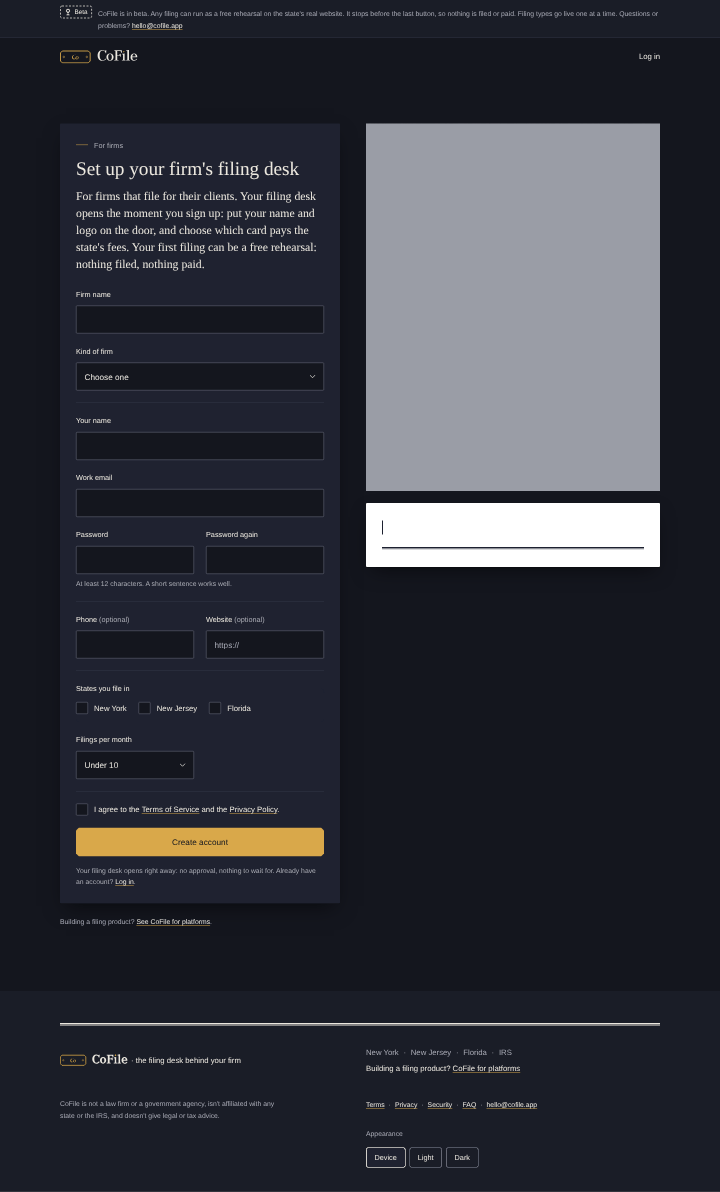 Beta
CoFile is in beta. Any filing can run as a free rehearsal on the state's real website. It stops before the last button, so nothing is filed or paid. Filing types go live one at a time. Questions or
problems? hello@cofile.app
Co CoFile
Log in
For firms
Set up your firm's filing desk
For firms that file for their clients. Your filing desk
opens the moment you sign up: put your name and
logo on the door, and choose which card pays the
state's fees. Your first filing can be a free rehearsal:
nothing filed, nothing paid.
Firm name
Kind of firm
Choose one
Your name
Work email
Password
Password again
At least 12 characters. A short sentence works well.
Phone (optional)
Website (optional)
https://
States you file in
New York
New Jersey
Florida
Filings per month
Under 10
I agree to the Terms of Service and the Privacy Policy.
Create account
Your filing desk opens right away: no approval, nothing to wait for. Already have
an account? Log in.
Building a filing product? See CoFile for platforms.
Co CoFile · the filing desk behind your firm
CoFile is not a law firm or a government agency, isn't affiliated with any
state or the IRS, and doesn't give legal or tax advice.
New York · New Jersey · Florida · IRS
Building a filing product? CoFile for platforms
Terms · Privacy · Security · FAQ · hello@cofile.app
Appearance
Device
Light
Dark